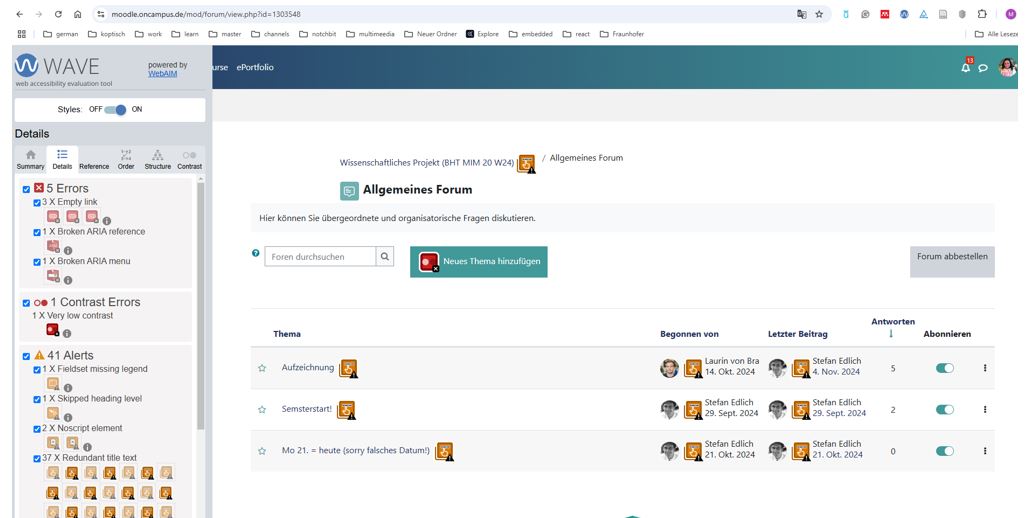 moodle.oncampus.de/mod/forum/view.php?id=1303548
german koptisch work learn master channels notchbit multimeedia Neuer Ordner Explore embedded react Fraunhofer Alle Leseze
WAVE powered by WebAIM
web accessibility evaluation tool
urse ePortfolio 13
Styles: OFF ON
Details
Summary Details Reference Order Structure Contrast
5 Errors
3 X Empty link
1 X Broken ARIA reference
1 X Broken ARIA menu
1 Contrast Errors
1 X Very low contrast
41 Alerts
1 X Fieldset missing legend
1 X Skipped heading level
2 X Noscript element
37 X Redundant title text
Wissenschaftliches Projekt (BHT MIM 20 W24) / Allgemeines Forum
Allgemeines Forum
Hier können Sie übergeordnete und organisatorische Fragen diskutieren.
Foren durchsuchen Neues Thema hinzufügen Forum abbestellen
Thema Begonnen von Letzter Beitrag Antworten ↓ Abonnieren
Aufzeichnung Laurin von Bra Stefan Edlich
14. Okt. 2024 4. Nov. 2024 5
Semsterstart! Stefan Edlich Stefan Edlich
29. Sept. 2024 29. Sept. 2024 2
Mo 21. = heute (sorry falsches Datum!) Stefan Edlich Stefan Edlich
21. Okt. 2024 21. Okt. 2024 0